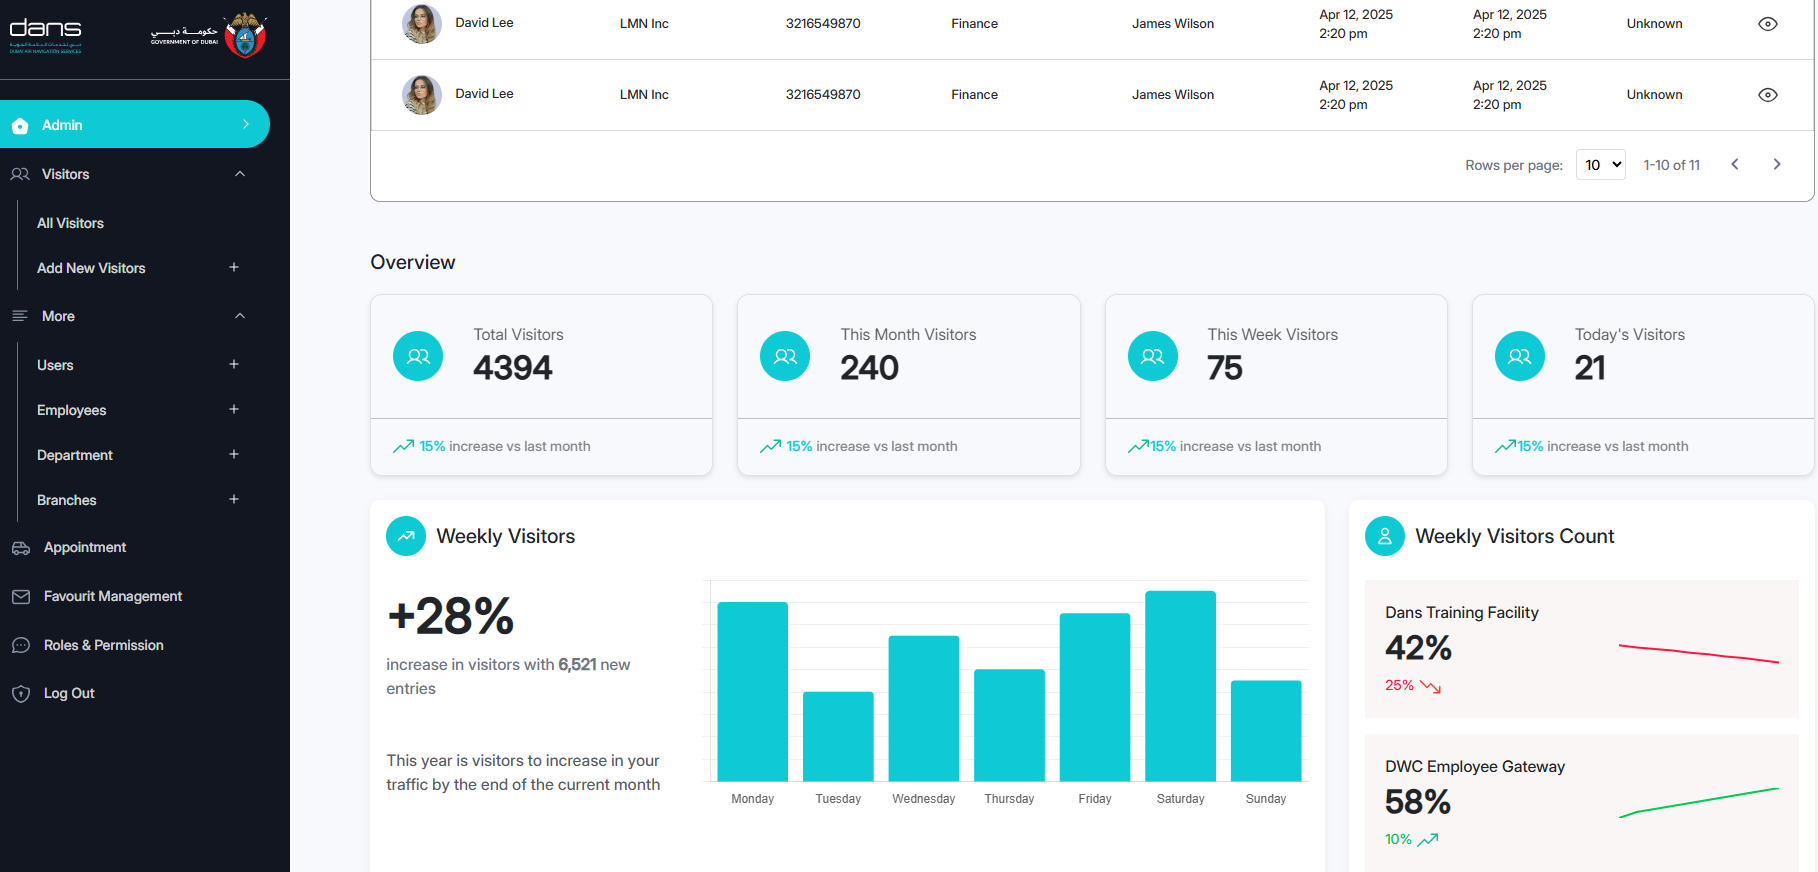 dans
دبي لخدمات الملاحة الجوية
DUBAI AIR NAVIGATION SERVICES
حكومة دبي
GOVERNMENT OF DUBAI
Admin
Visitors
All Visitors
Add New Visitors
More
Users
Employees
Department
Branches
Appointment
Favourit Management
Roles & Permission
Log Out
David Lee LMN Inc 3216549870 Finance James Wilson Apr 12, 2025 2:20 pm Apr 12, 2025 2:20 pm Unknown
David Lee LMN Inc 3216549870 Finance James Wilson Apr 12, 2025 2:20 pm Apr 12, 2025 2:20 pm Unknown
Rows per page: 10 1-10 of 11
Overview
Total Visitors
4394
15% increase vs last month
This Month Visitors
240
15% increase vs last month
This Week Visitors
75
15% increase vs last month
Today's Visitors
21
15% increase vs last month
Weekly Visitors
+28%
increase in visitors with 6,521 new
entries
This year is visitors to increase in your
traffic by the end of the current month
Monday Tuesday Wednesday Thursday Friday Saturday Sunday
Weekly Visitors Count
Dans Training Facility
42%
25%
DWC Employee Gateway
58%
10%